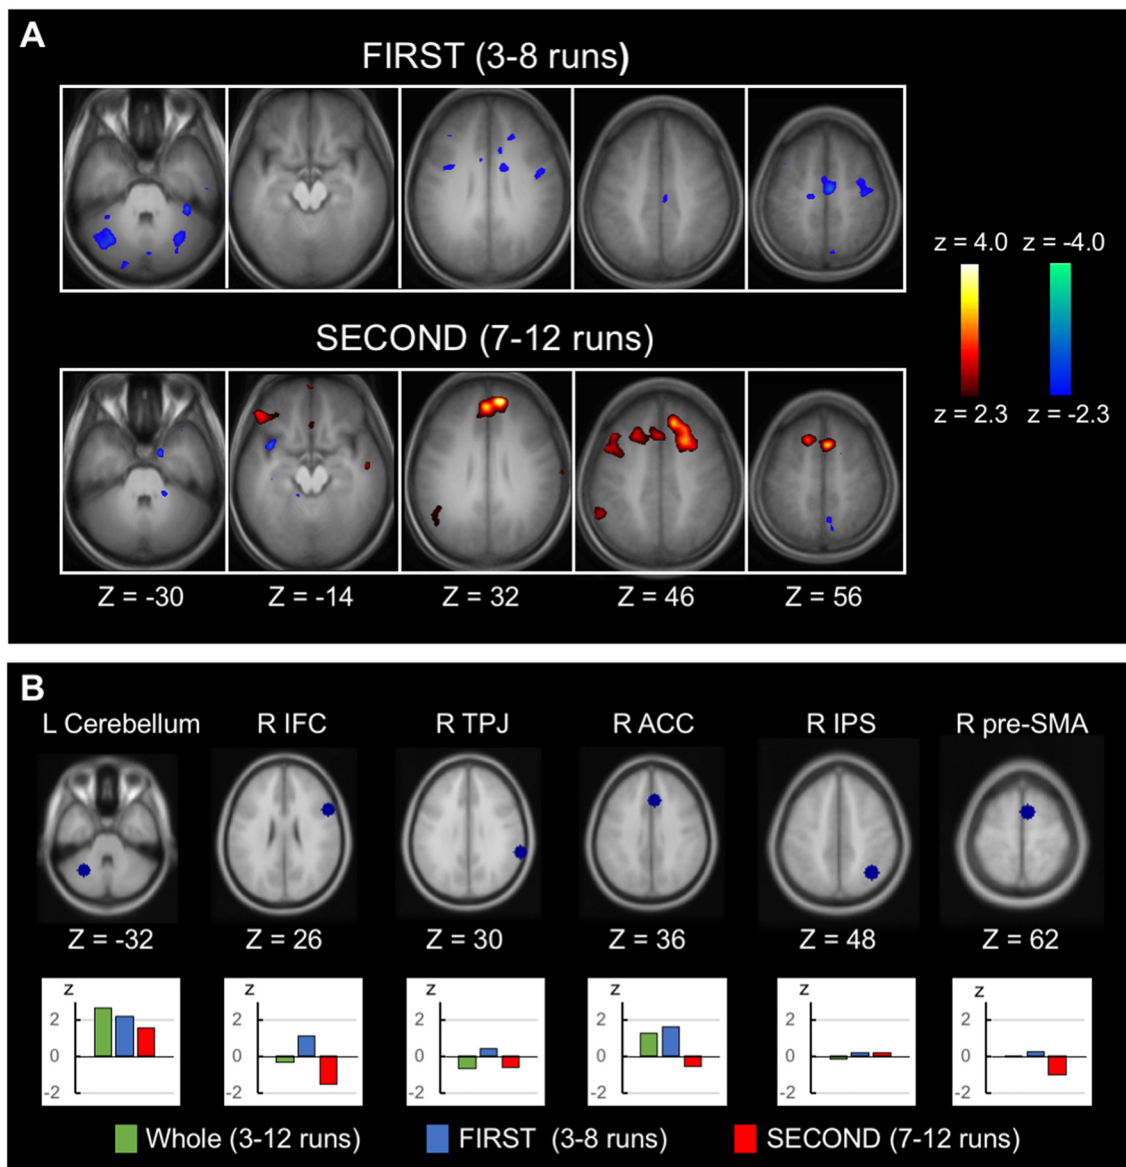 A
FIRST (3-8 runs)
z = 4.0 z = -4.0
z = 2.3 z = -2.3
SECOND (7-12 runs)
Z = -30 Z = -14 Z = 32 Z = 46 Z = 56
B
L Cerebellum R IFC R TPJ R ACC R IPS R pre-SMA
Z = -32 Z = 26 Z = 30 Z = 36 Z = 48 Z = 62
z z z z z z
2 2 2 2 2 2
0 0 0 0 0 0
-2 -2 -2 -2 -2 -2
Whole (3-12 runs) FIRST (3-8 runs) SECOND (7-12 runs)